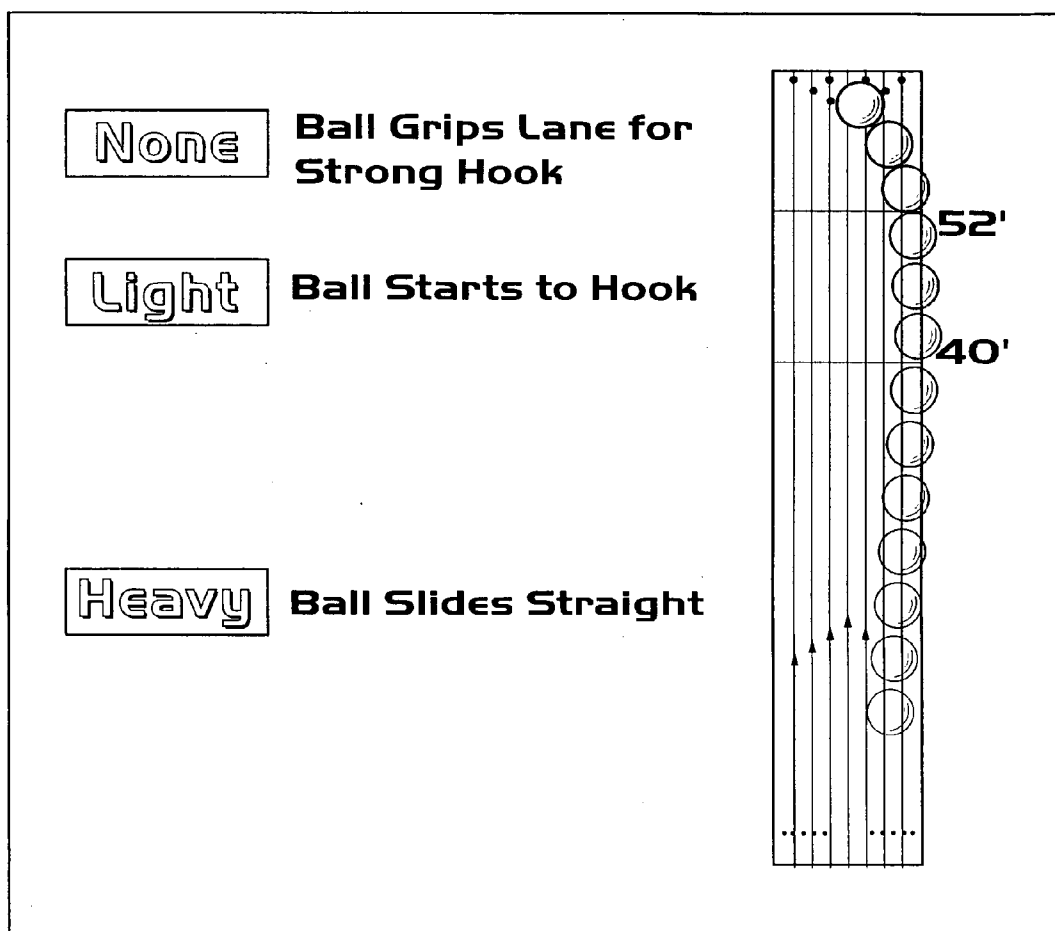 None
Ball Grips Lane for
Strong Hook
52'
Light
Ball Starts to Hook
40'
Heavy
Ball Slides Straight